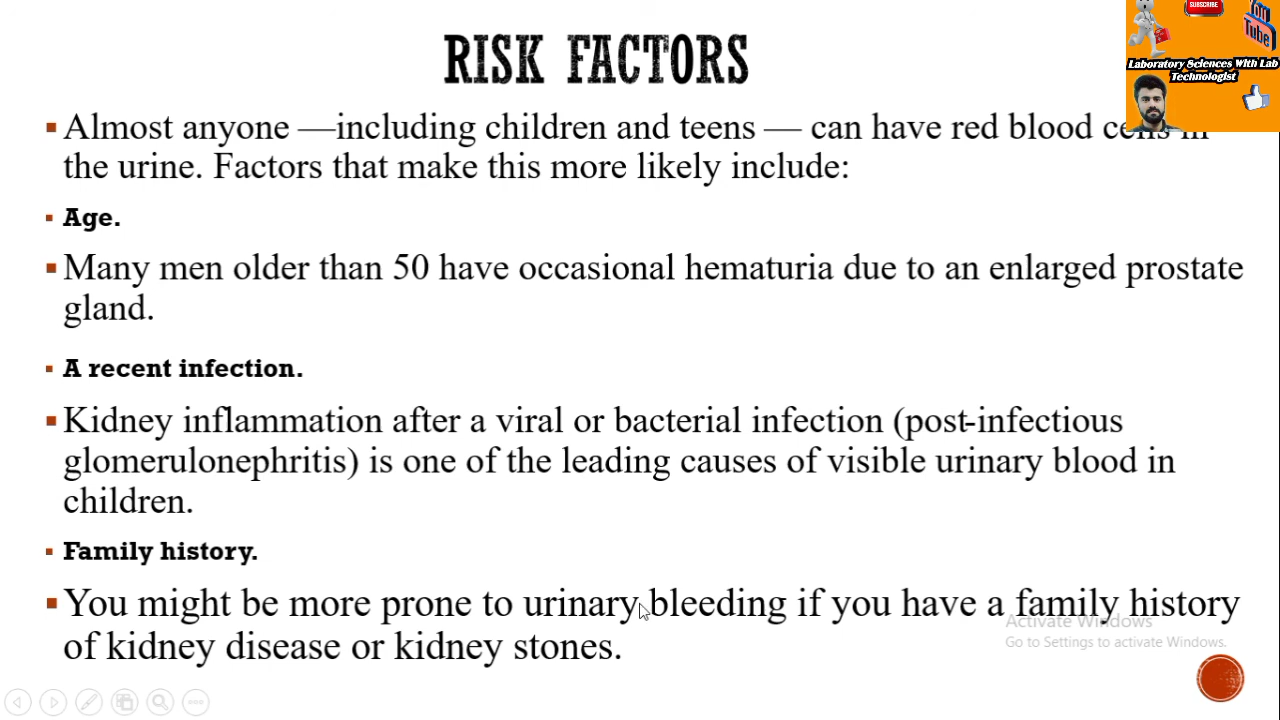 RISK FACTORS
SUBSCRIBE
You
Tube
Laboratory Sciences With Lab
Technologist
Almost anyone —including children and teens — can have red blood cells in
the urine. Factors that make this more likely include:
Age.
Many men older than 50 have occasional hematuria due to an enlarged prostate
gland.
A recent infection.
Kidney inflammation after a viral or bacterial infection (post-infectious
glomerulonephritis) is one of the leading causes of visible urinary blood in
children.
Family history.
You might be more prone to urinary bleeding if you have a family history
of kidney disease or kidney stones.
Activate Windows
Go to Settings to activate Windows.